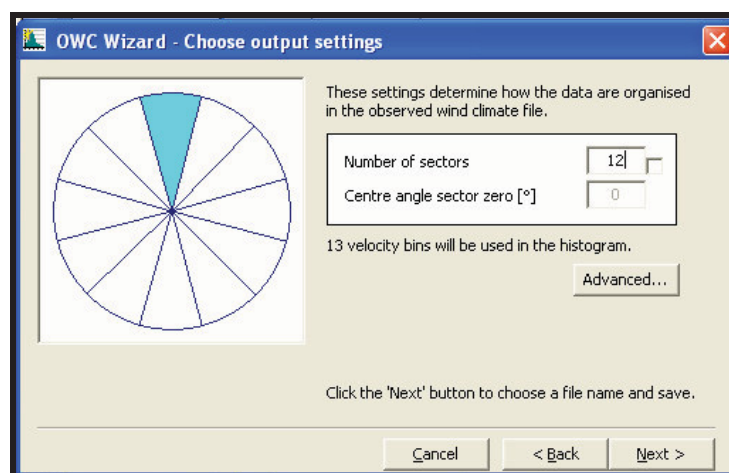 OWC Wizard - Choose output settings
These settings determine how the data are organised
in the observed wind climate file.
Number of sectors 12
Centre angle sector zero [°] 0
13 velocity bins will be used in the histogram.
Advanced...
Click the 'Next' button to choose a file name and save.
Cancel < Back Next >